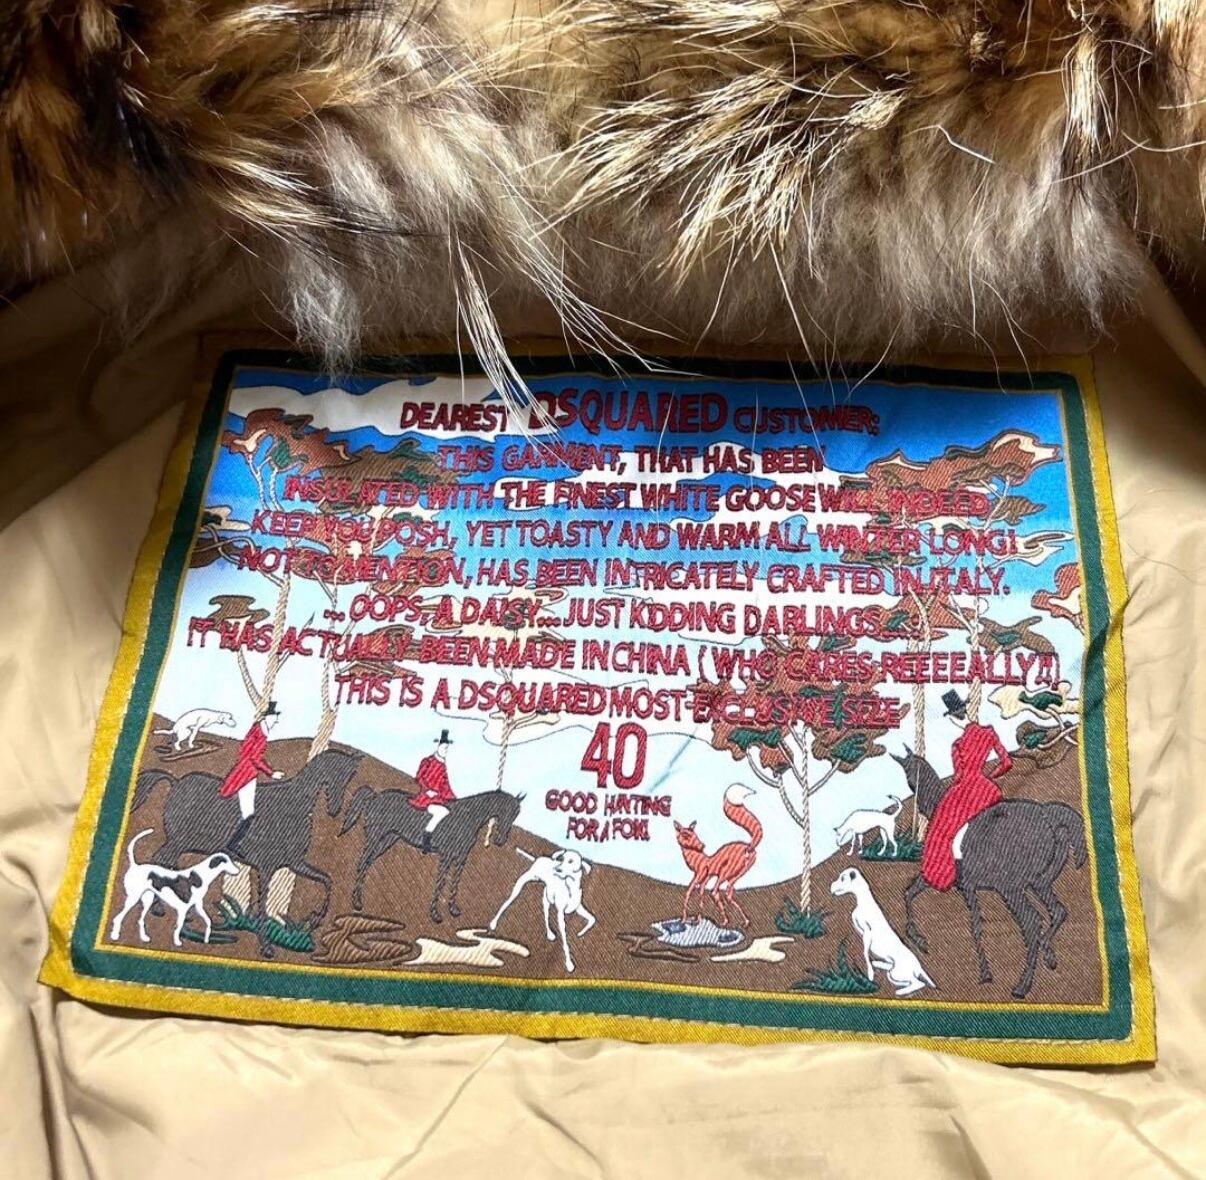 DEAREST DSQUARED CUSTOMER:
THIS GARMENT, THAT HAS BEEN
INSULATED WITH THE FINEST WHITE GOOSE WILL INDEED
KEEP YOU POSH, YET TOASTY AND WARM ALL WINTER LONG!
NOT TO MENTION, HAS BEEN INTRICATELY CRAFTED IN ITALY.
... OOPS, A DAISY... JUST KIDDING DARLINGS....:
IT HAS ACTUALLY BEEN MADE IN CHINA ( WHO CARES REEEEALLY?!!)
THIS IS A DSQUARED MOST EXCLUSIVE SIZE
40
GOOD HUNTING
FOR A FOX!